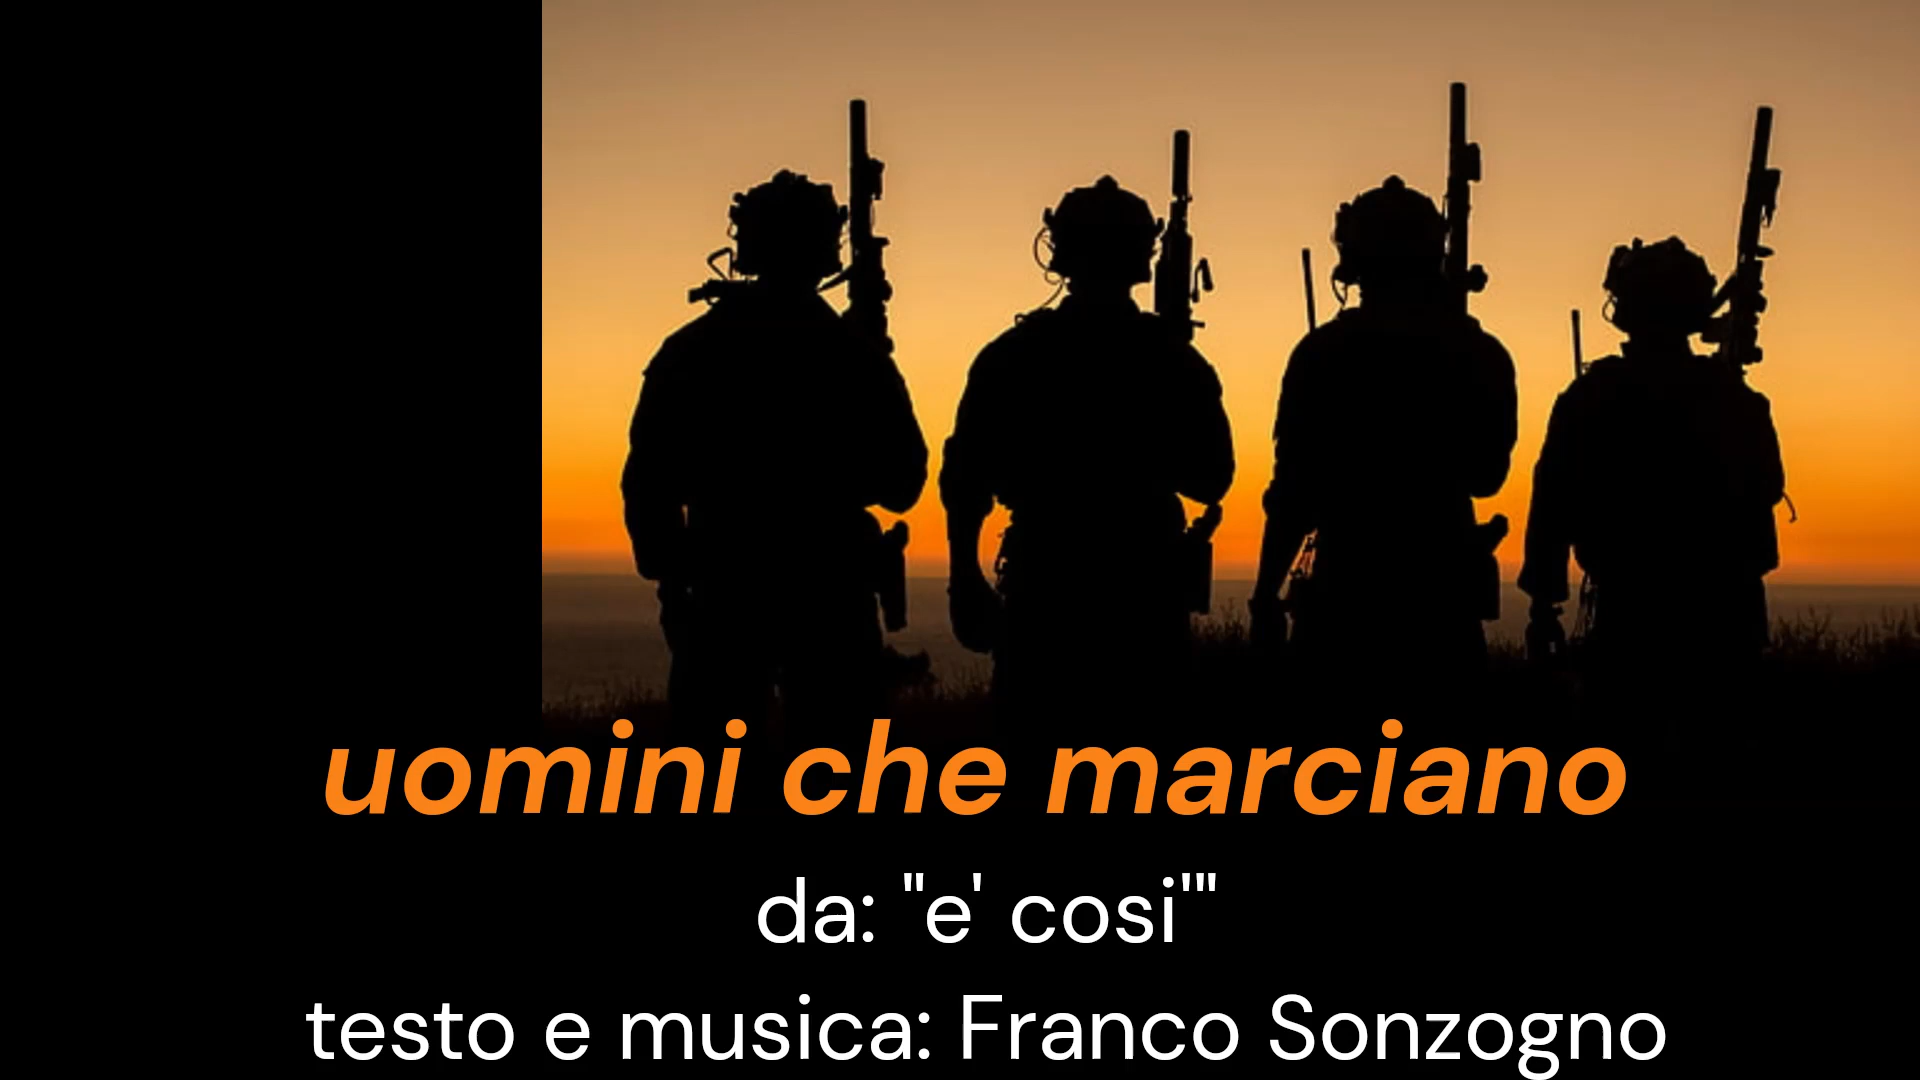 uomini che marciano
da: "e' cosi'"
testo e musica: Franco Sonzogno